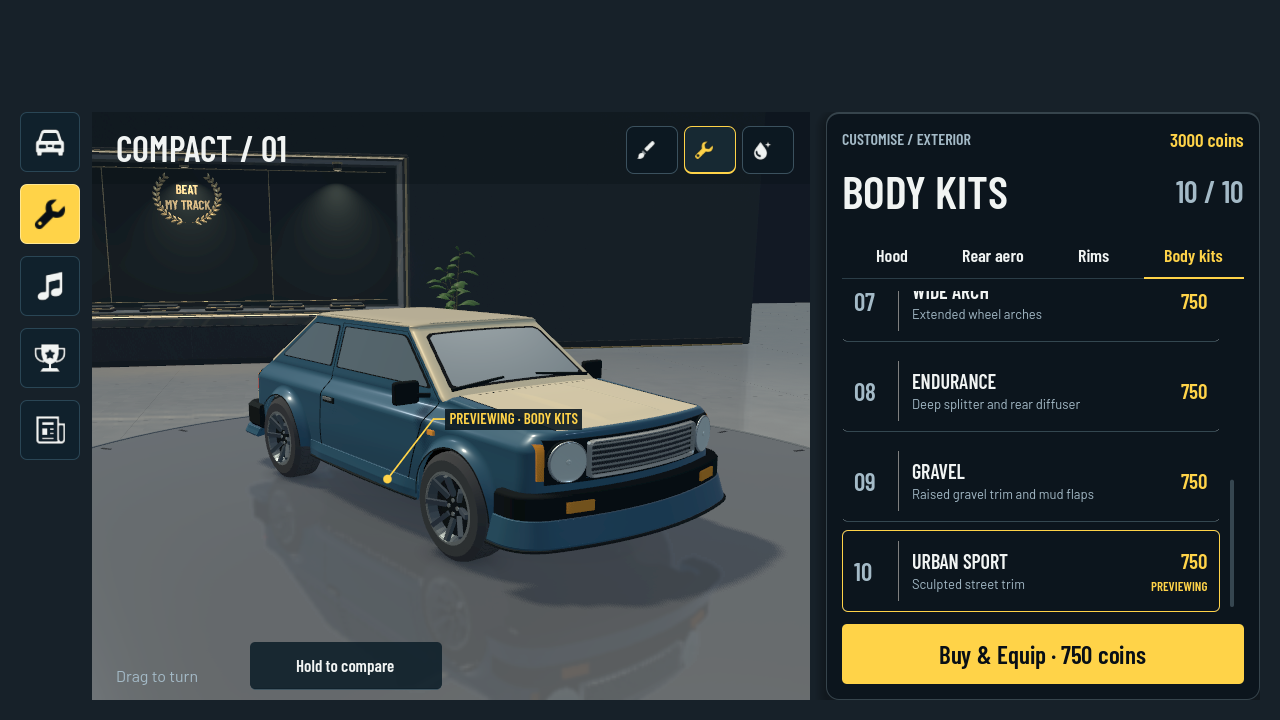 COMPACT / 01
BEAT
MY TRACK
PREVIEWING · BODY KITS
Drag to turn
Hold to compare
CUSTOMISE / EXTERIOR
3000 coins
BODY KITS
10 / 10
Hood
Rear aero
Rims
Body kits
07
WIDE ARCH
750
Extended wheel arches
08
ENDURANCE
750
Deep splitter and rear diffuser
09
GRAVEL
750
Raised gravel trim and mud flaps
10
URBAN SPORT
750
Sculpted street trim
PREVIEWING
Buy & Equip · 750 coins